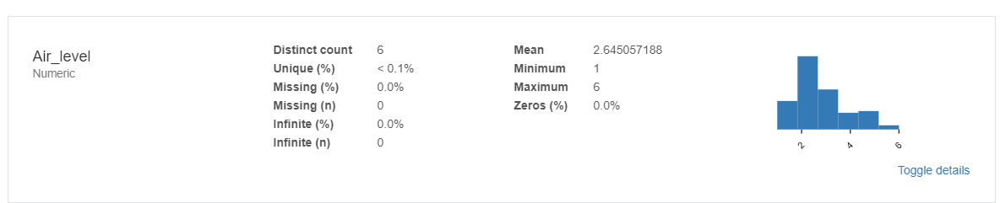 Air_level
Numeric
Distinct count 6
Unique (%) < 0.1%
Missing (%) 0.0%
Missing (n) 0
Infinite (%) 0.0%
Infinite (n) 0
Mean 2.645057188
Minimum 1
Maximum 6
Zeros (%) 0.0%
2 4 6
Toggle details